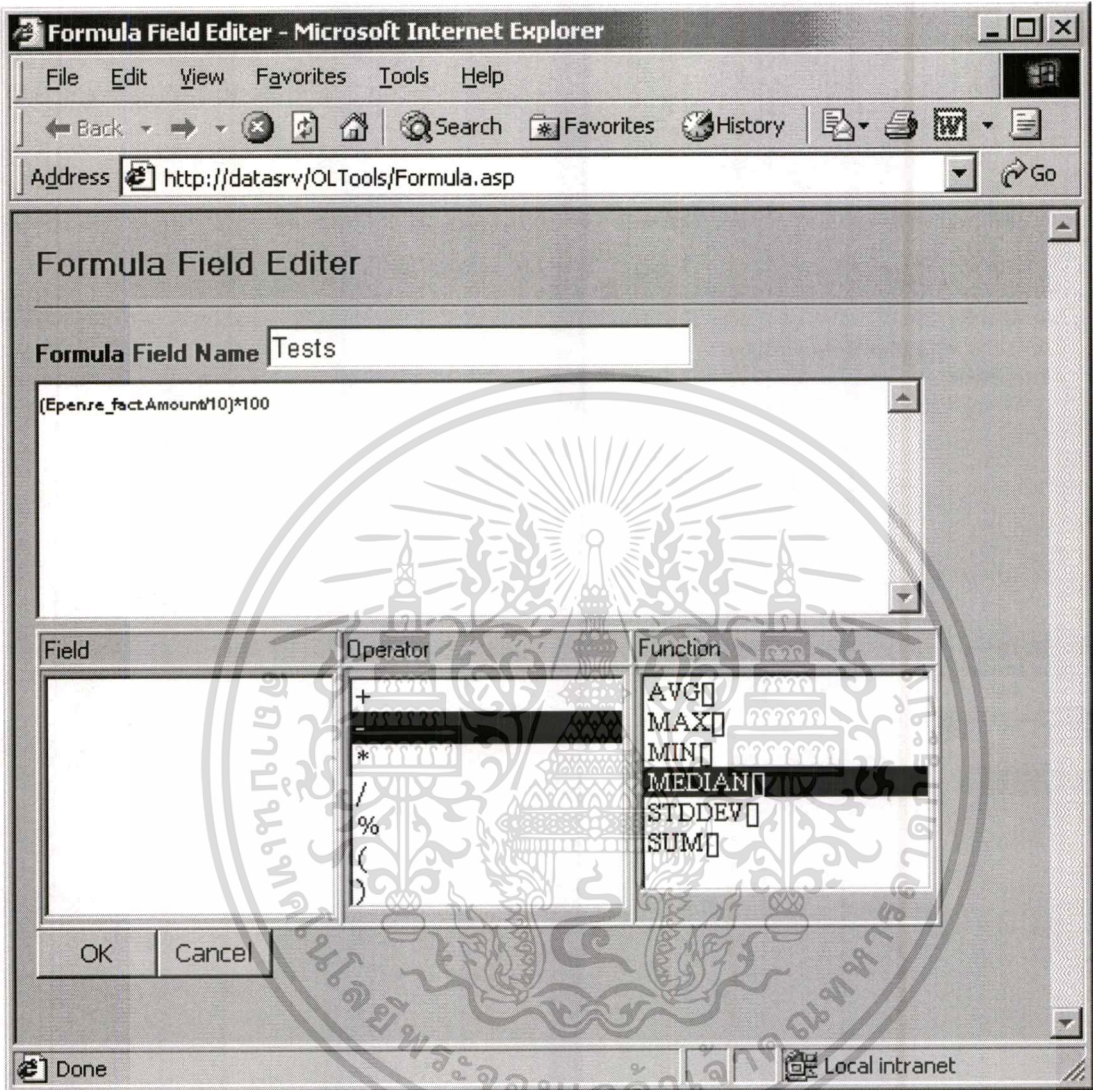 Formula Field Editer - Microsoft Internet Explorer
File Edit View Favorites Tools Help
Back Search Favorites History
Address http://datasrv/OLTools/Formula.asp Go
Formula Field Editer
Formula Field Name Tests
(Epense_fact.Amount/10)*100
Field Operator Function
+
-
*
/
%
(
)
AVG[]
MAX[]
MIN[]
MEDIAN[]
STDDEV[]
SUM[]
OK Cancel
Done Local intranet